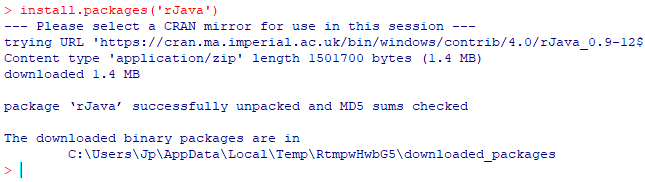 > install.packages('rJava')
--- Please select a CRAN mirror for use in this session ---
trying URL 'https://cran.ma.imperial.ac.uk/bin/windows/contrib/4.0/rJava_0.9-12$
Content type 'application/zip' length 1501700 bytes (1.4 MB)
downloaded 1.4 MB

package ‘rJava’ successfully unpacked and MD5 sums checked

The downloaded binary packages are in
        C:\Users\Jp\AppData\Local\Temp\RtmpwHwbG5\downloaded_packages
>